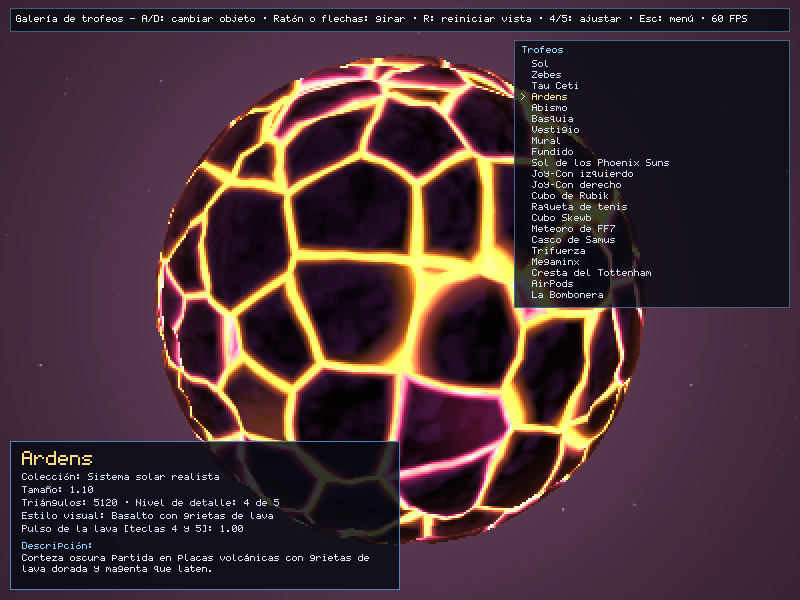 Galería de trofeos - A/D: cambiar objeto · Ratón o flechas: girar · R: reiniciar vista · 4/5: ajustar · Esc: menú · 60 FPS
Trofeos
Sol
Zebes
Tau Ceti
> Ardens
Abismo
Basquia
Vestigio
Mural
Fundido
Sol de los Phoenix Suns
Joy-Con izquierdo
Joy-Con derecho
Cubo de Rubik
Raqueta de tenis
Cubo Skewb
Meteoro de FF7
Casco de Samus
Trifuerza
Megaminx
Cresta del Tottenham
AirPods
La Bombonera
Ardens
Colección: Sistema solar realista
Tamaño: 1.10
Triángulos: 5120 · Nivel de detalle: 4 de 5
Estilo visual: Basalto con grietas de lava
Pulso de la lava [teclas 4 y 5]: 1.00
Descripción:
Corteza oscura partida en placas volcánicas con grietas de
lava dorada y magenta que laten.